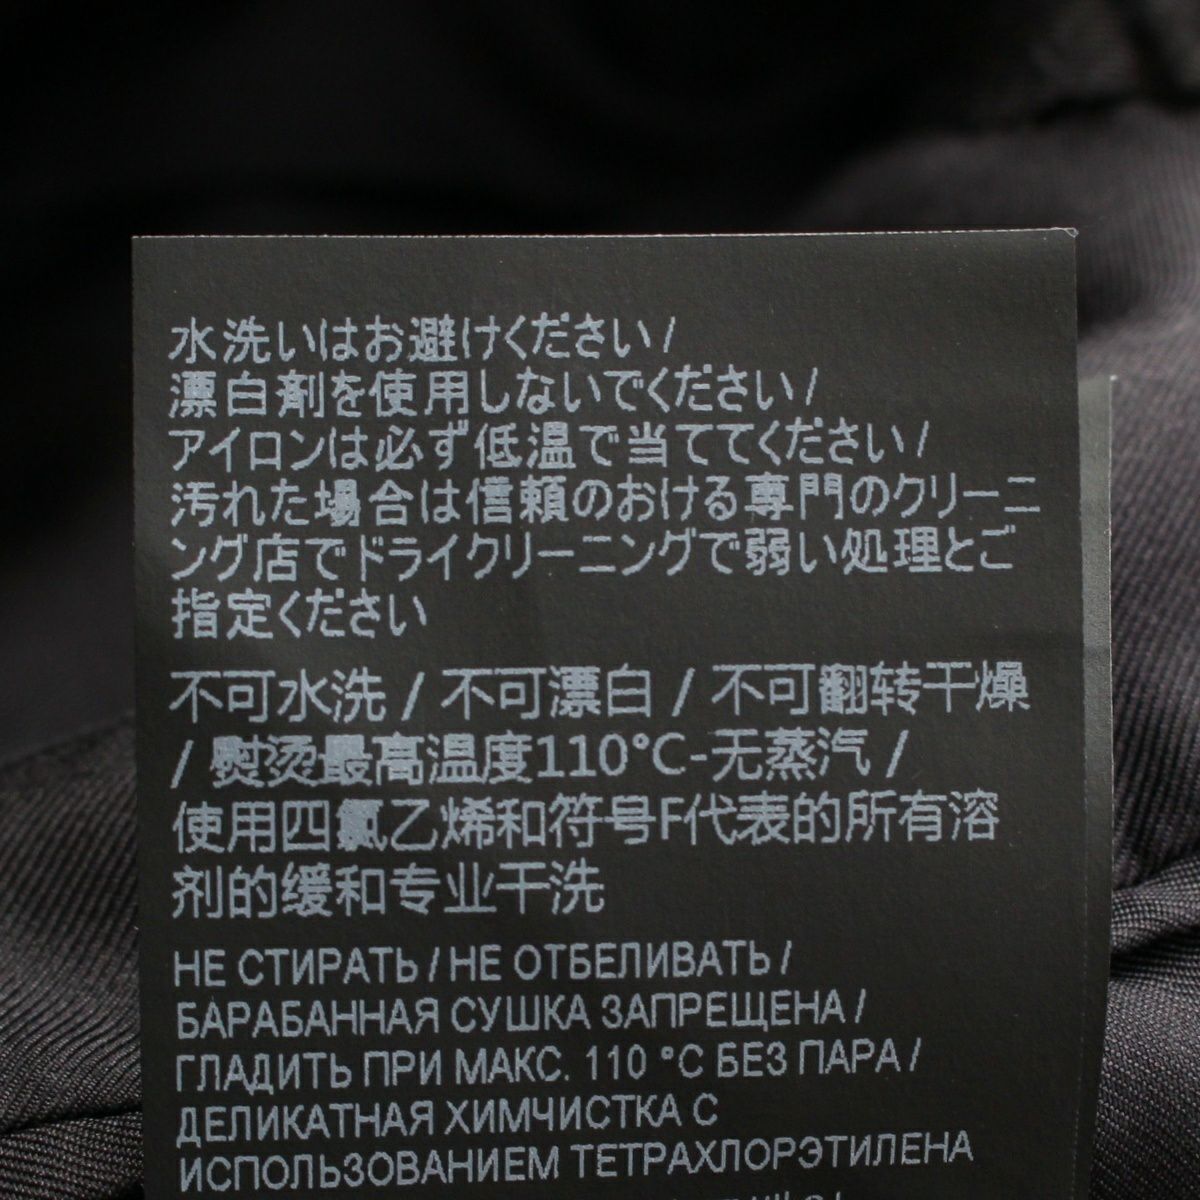 水洗いはお避けください/
漂白剤を使用しないでください/
アイロンは必ず低温で当ててください/
汚れた場合は信頼のおける専門のクリーニ
ング店でドライクリーニングで弱い処理とご
指定ください
不可水洗 / 不可漂白 / 不可翻转干燥
/ 熨烫最高温度110°C-无蒸汽 /
使用四氯乙烯和符号F代表的所有溶
剂的缓和专业干洗
НЕ СТИРАТЬ / НЕ ОТБЕЛИВАТЬ /
БАРАБАННАЯ СУШКА ЗАПРЕЩЕНА /
ГЛАДИТЬ ПРИ МАКС. 110 °C БЕЗ ПАРА /
ДЕЛИКАТНАЯ ХИМЧИСТКА С
ИСПОЛЬЗОВАНИЕМ ТЕТРАХЛОРЭТИЛЕНА